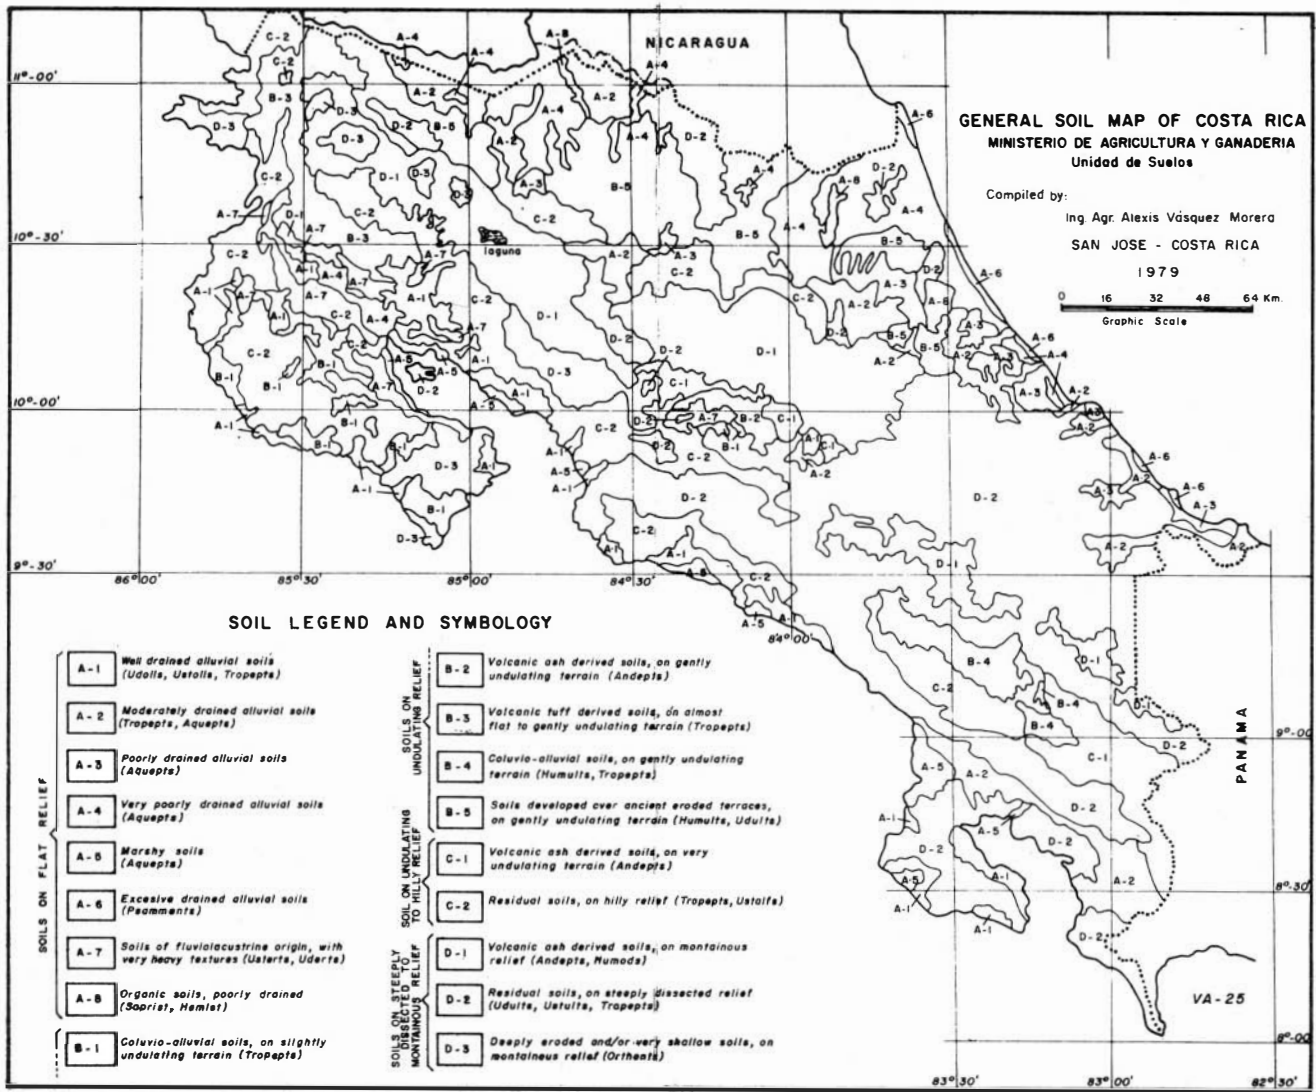 NICARAGUA
GENERAL SOIL MAP OF COSTA RICA
MINISTERIO DE AGRICULTURA Y GANADERIA
Unidad de Suelos
Compiled by:
Ing. Agr. Alexis Vásquez Morera
SAN JOSE - COSTA RICA
1979
0 16 32 48 64 Km.
Graphic Scale
11°-00'
10°-30'
10°-00'
9°-30'
86°00'
85°30'
85°00'
84°30'
84°00'
laguna
PANAMA
9°-00'
8°-30'
8°-00'
83°30'
83°00'
82°30'
VA-25
SOIL LEGEND AND SYMBOLOGY
SOILS ON FLAT RELIEF
A-1 Well drained alluvial soils
(Udolls, Ustolls, Tropepts)
A-2 Moderately drained alluvial soils
(Tropepts, Aquepts)
A-3 Poorly drained alluvial soils
(Aquepts)
A-4 Very poorly drained alluvial soils
(Aquepts)
A-5 Marshy soils
(Aquepts)
A-6 Excesive drained alluvial soils
(Psamments)
A-7 Soils of fluviolacustrine origin, with
very heavy textures (Usterts, Uderts)
A-8 Organic soils, poorly drained
(Saprist, Hemist)
B-1 Coluvio-alluvial soils, on slightly
undulating terrain (Tropepts)
SOILS ON
UNDULATING RELIEF
B-2 Volcanic ash derived soils, on gently
undulating terrain (Andepts)
B-3 Volcanic tuff derived soils, on almost
flat to gently undulating terrain (Tropepts)
B-4 Coluvio-alluvial soils, on gently undulating
terrain (Humults, Tropepts)
B-5 Soils developed over ancient eroded terraces,
on gently undulating terrain (Humults, Udults)
SOIL ON UNDULATING
TO HILLY RELIEF
C-1 Volcanic ash derived soils, on very
undulating terrain (Andepts)
C-2 Residual soils, on hilly relief (Tropepts, Ustalfs)
SOILS ON STEEPLY
DISSECTED TO
MONTAINOUS RELIEF
D-1 Volcanic ash derived soils, on montainous
relief (Andepts, Humods)
D-2 Residual soils, on steeply dissected relief
(Udults, Ustults, Tropepts)
D-3 Deeply eroded and/or very shallow soils, on
montaineus relief (Orthents)